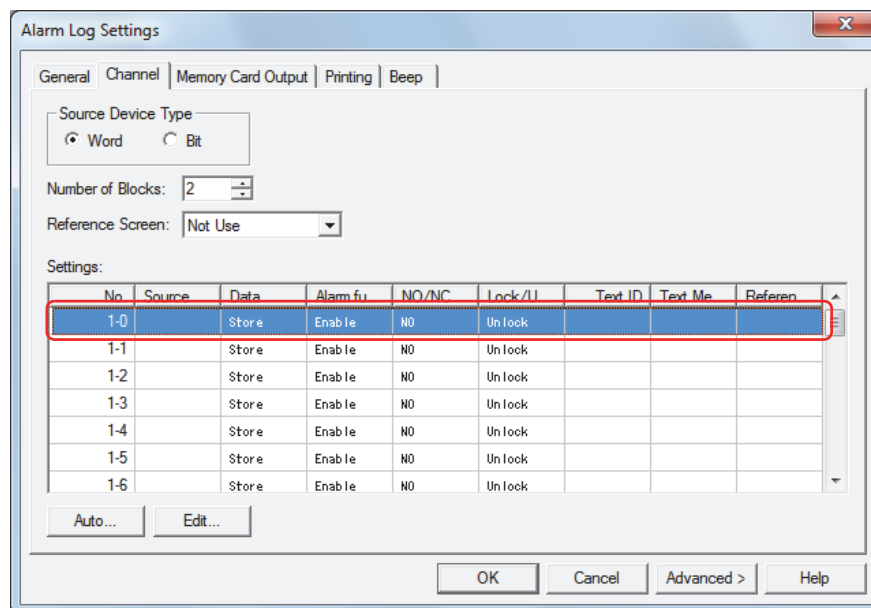 Alarm Log Settings
General Channel Memory Card Output Printing Beep
Source Device Type
Word Bit
Number of Blocks: 2
Reference Screen: Not Use
Settings:
No Source Data Alarm fu NO/NC Lock/U Text ID Text Me Referen
1-0 Store Enable NO Unlock
1-1 Store Enable NO Unlock
1-2 Store Enable NO Unlock
1-3 Store Enable NO Unlock
1-4 Store Enable NO Unlock
1-5 Store Enable NO Unlock
1-6 Store Enable NO Unlock
Auto... Edit...
OK Cancel Advanced > Help